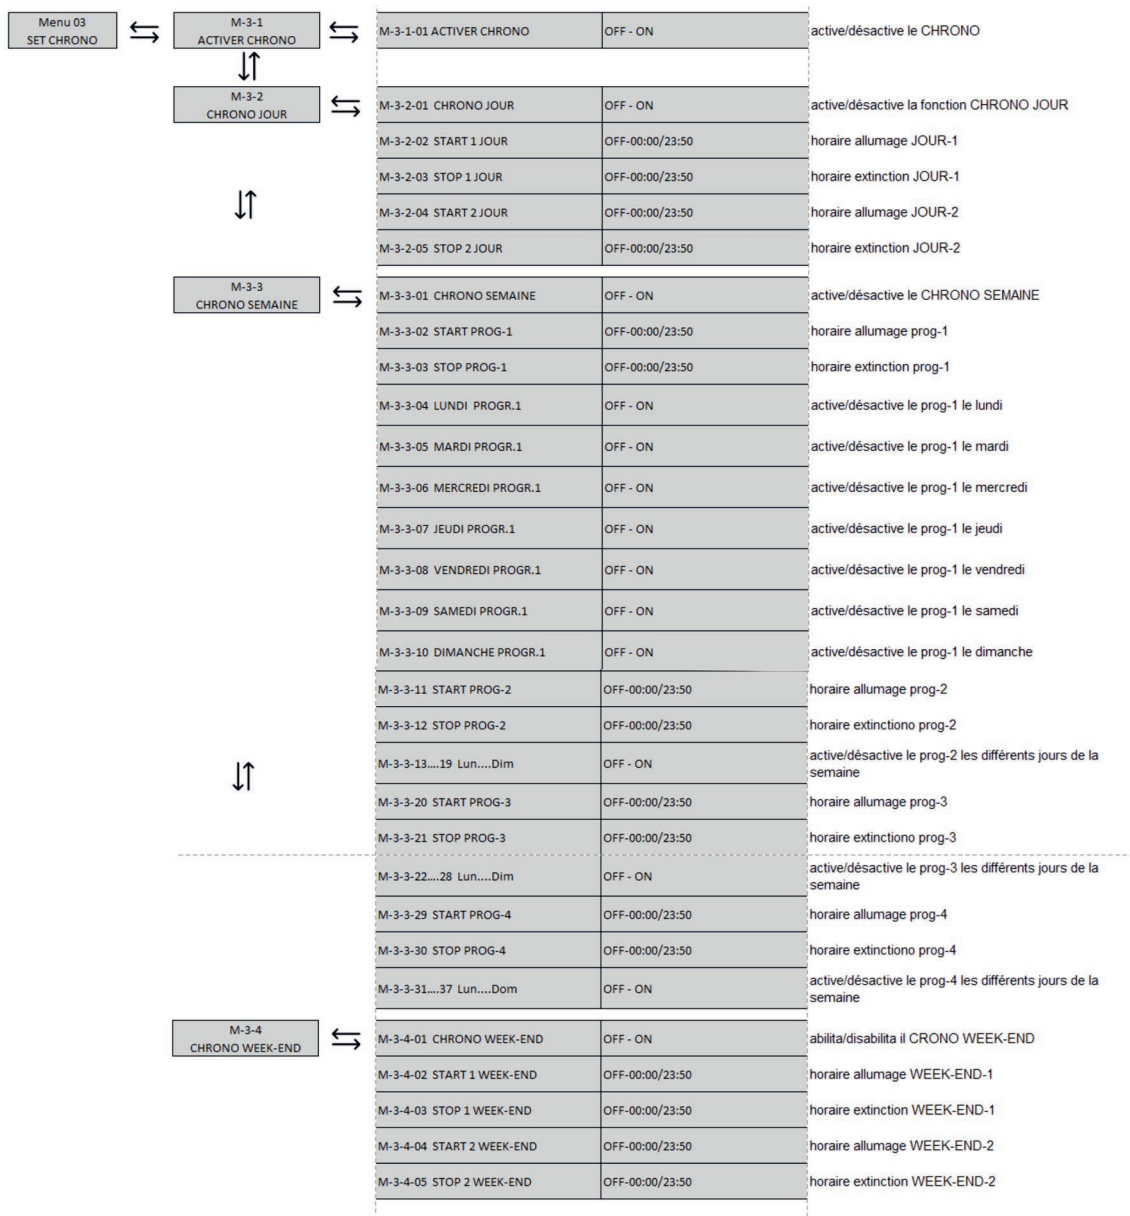 Menu 03
SET CHRONO
M-3-1
ACTIVER CHRONO
M-3-1-01 ACTIVER CHRONO OFF - ON active/désactive le CHRONO
M-3-2
CHRONO JOUR
M-3-2-01 CHRONO JOUR OFF - ON active/désactive la fonction CHRONO JOUR
M-3-2-02 START 1 JOUR OFF-00:00/23:50 horaire allumage JOUR-1
M-3-2-03 STOP 1 JOUR OFF-00:00/23:50 horaire extinction JOUR-1
M-3-2-04 START 2 JOUR OFF-00:00/23:50 horaire allumage JOUR-2
M-3-2-05 STOP 2 JOUR OFF-00:00/23:50 horaire extinction JOUR-2
M-3-3
CHRONO SEMAINE
M-3-3-01 CHRONO SEMAINE OFF - ON active/désactive le CHRONO SEMAINE
M-3-3-02 START PROG-1 OFF-00:00/23:50 horaire allumage prog-1
M-3-3-03 STOP PROG-1 OFF-00:00/23:50 horaire extinction prog-1
M-3-3-04 LUNDI PROGR.1 OFF - ON active/désactive le prog-1 le lundi
M-3-3-05 MARDI PROGR.1 OFF - ON active/désactive le prog-1 le mardi
M-3-3-06 MERCREDI PROGR.1 OFF - ON active/désactive le prog-1 le mercredi
M-3-3-07 JEUDI PROGR.1 OFF - ON active/désactive le prog-1 le jeudi
M-3-3-08 VENDREDI PROGR.1 OFF - ON active/désactive le prog-1 le vendredi
M-3-3-09 SAMEDI PROGR.1 OFF - ON active/désactive le prog-1 le samedi
M-3-3-10 DIMANCHE PROGR.1 OFF - ON active/désactive le prog-1 le dimanche
M-3-3-11 START PROG-2 OFF-00:00/23:50 horaire allumage prog-2
M-3-3-12 STOP PROG-2 OFF-00:00/23:50 horaire extinctiono prog-2
M-3-3-13....19 Lun....Dim OFF - ON active/désactive le prog-2 les différents jours de la
semaine
M-3-3-20 START PROG-3 OFF-00:00/23:50 horaire allumage prog-3
M-3-3-21 STOP PROG-3 OFF-00:00/23:50 horaire extinctiono prog-3
M-3-3-22....28 Lun....Dim OFF - ON active/désactive le prog-3 les différents jours de la
semaine
M-3-3-29 START PROG-4 OFF-00:00/23:50 horaire allumage prog-4
M-3-3-30 STOP PROG-4 OFF-00:00/23:50 horaire extinctiono prog-4
M-3-3-31....37 Lun....Dom OFF - ON active/désactive le prog-4 les différents jours de la
semaine
M-3-4
CHRONO WEEK-END
M-3-4-01 CHRONO WEEK-END OFF - ON abilita/disabilita il CRONO WEEK-END
M-3-4-02 START 1 WEEK-END OFF-00:00/23:50 horaire allumage WEEK-END-1
M-3-4-03 STOP 1 WEEK-END OFF-00:00/23:50 horaire extinction WEEK-END-1
M-3-4-04 START 2 WEEK-END OFF-00:00/23:50 horaire allumage WEEK-END-2
M-3-4-05 STOP 2 WEEK-END OFF-00:00/23:50 horaire extinction WEEK-END-2